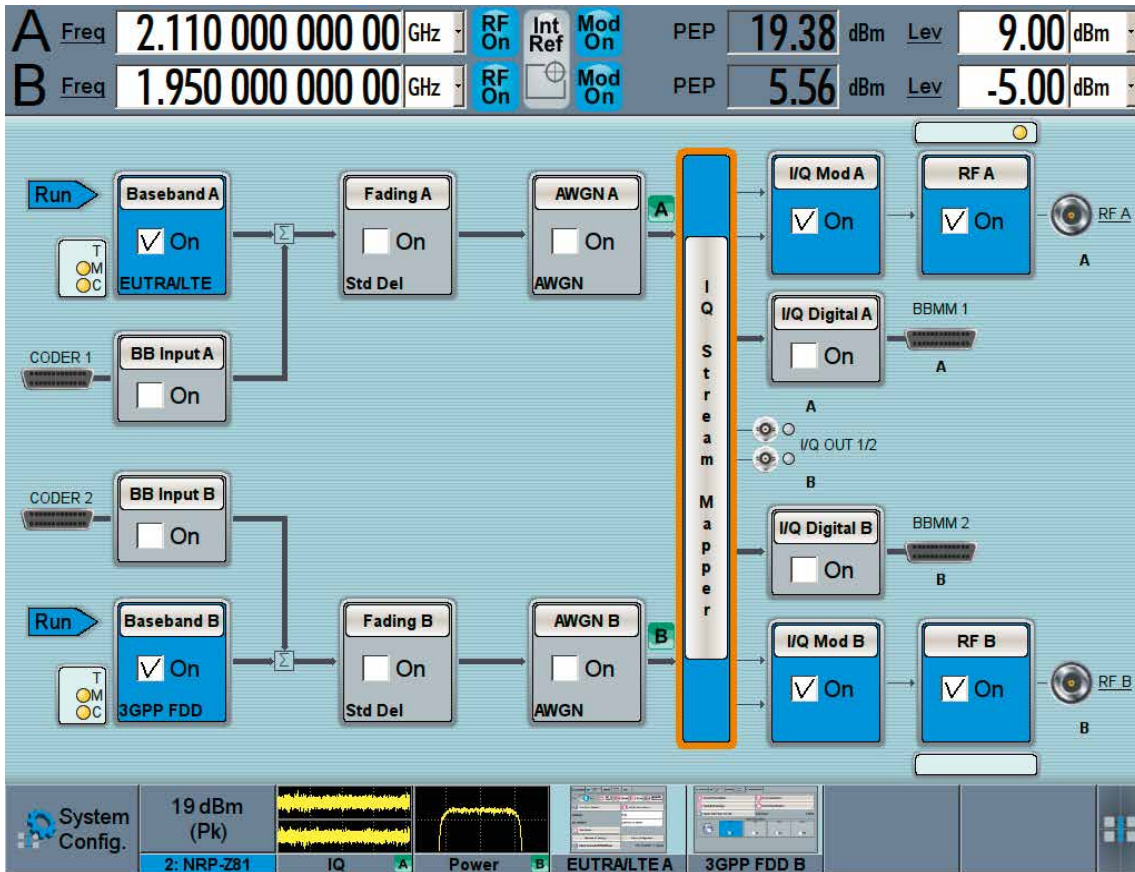 A Freq 2.110 000 000 00 GHz RF On Int Ref Mod On PEP 19.38 dBm Lev 9.00 dBm
B Freq 1.950 000 000 00 GHz RF On Mod On PEP 5.56 dBm Lev -5.00 dBm
Run
Baseband A
On
EUTRA/LTE
T
M
C
Σ
Fading A
On
Std Del
AWGN A
On
AWGN
A
I/Q Mod A
On
RF A
On
RF A
A
CODER 1
BB Input A
On
IQ Stream Mapper
I/Q Digital A
On
BBMM 1
A
A
I/Q OUT 1/2
B
CODER 2
BB Input B
On
I/Q Digital B
On
BBMM 2
B
Run
Baseband B
On
3GPP FDD
T
M
C
Σ
Fading B
On
Std Del
AWGN B
On
AWGN
B
I/Q Mod B
On
RF B
On
RF B
B
System
Config.
19 dBm
(Pk)
2: NRP-Z81
IQ A
Power B
EUTRA/LTE A
3GPP FDD B